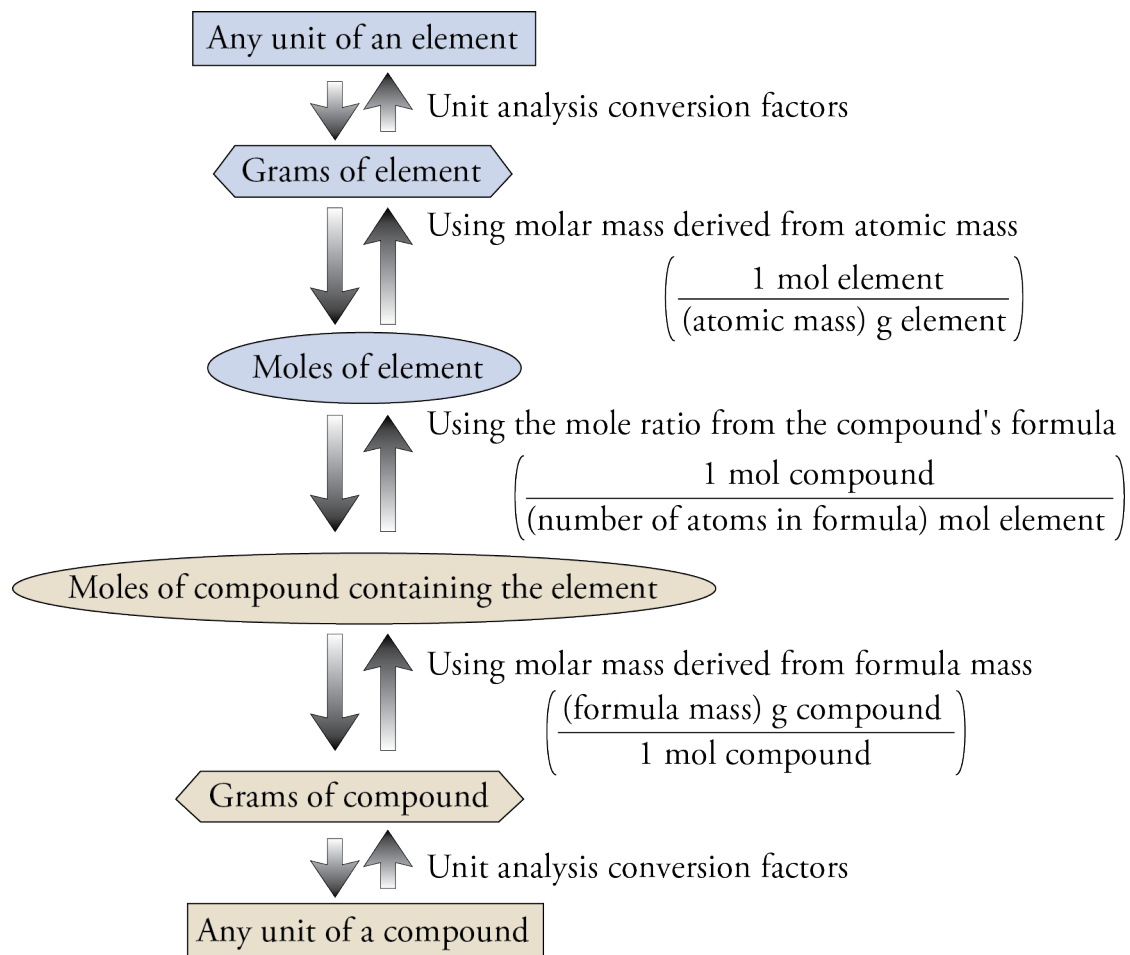 Any unit of an element
Unit analysis conversion factors
Grams of element
Using molar mass derived from atomic mass
1 mol element
(atomic mass) g element
Moles of element
Using the mole ratio from the compound's formula
1 mol compound
(number of atoms in formula) mol element
Moles of compound containing the element
Using molar mass derived from formula mass
(formula mass) g compound
1 mol compound
Grams of compound
Unit analysis conversion factors
Any unit of a compound